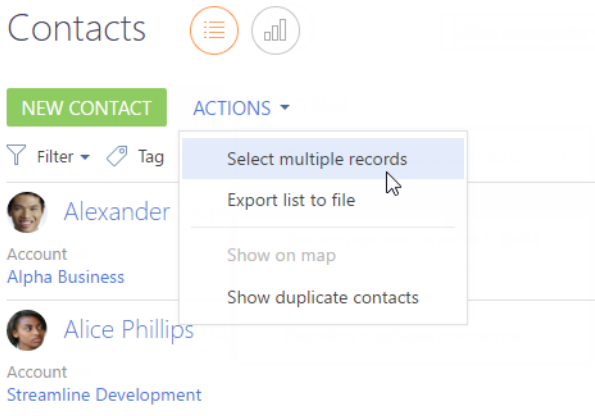 Contacts
NEW CONTACT ACTIONS
Filter Tag
Select multiple records
Export list to file
Show on map
Show duplicate contacts
Alexander
Account
Alpha Business
Alice Phillips
Account
Streamline Development